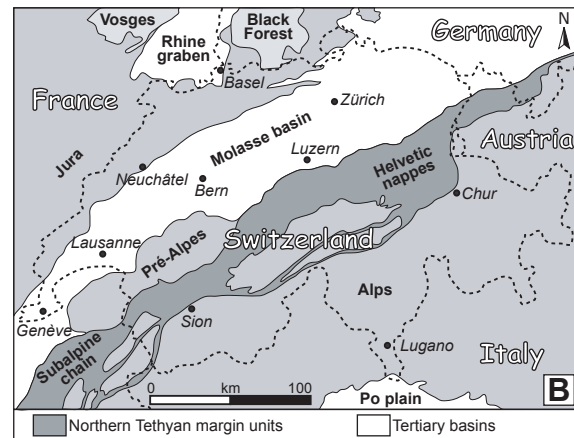 Vosges
Black
Forest
Rhine
graben
Germany
N
Basel
France
Zürich
Austria
Molasse basin
Luzern
Jura
Helvetic
nappes
Neuchâtel
Bern
Chur
Switzerland
Lausanne
Pré-Alpes
Alps
Genève
Sion
Subalpine
chain
Lugano
Italy
0 km 100
Po plain
B
Northern Tethyan margin units
Tertiary basins